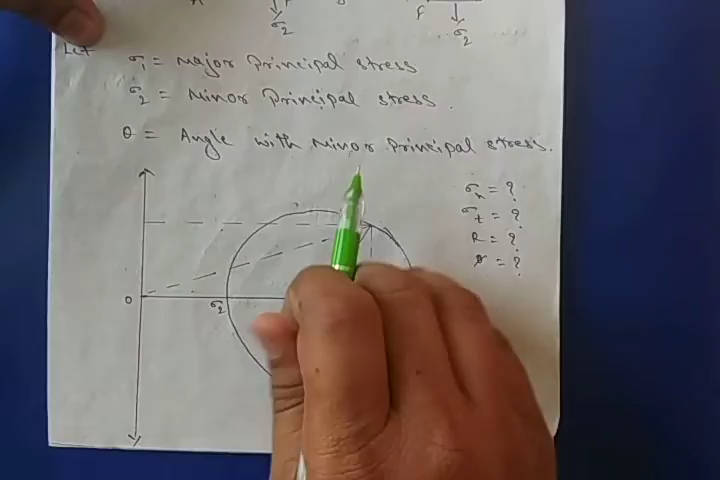 σ₂
F
σ₂
Let
σ₁ = Major Principal stress
σ₂ = Minor Principal stress.
θ = Angle with Minor Principal stress.
σₙ = ?
σₜ = ?
R = ?
ϕ = ?
0
σ₂